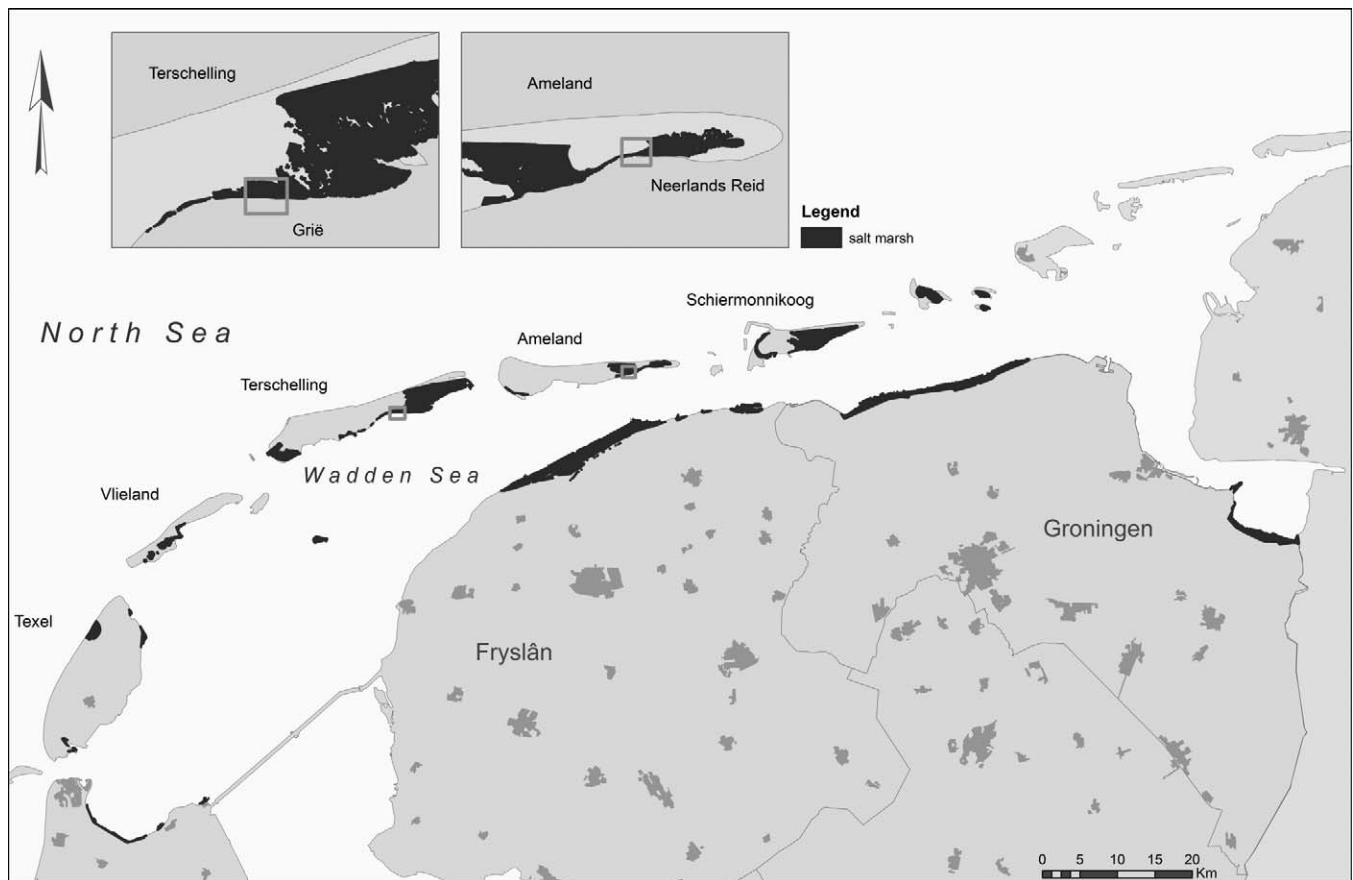 Terschelling
Grië
Ameland
Neerlands Reid
Legend
salt marsh
Schiermonnikoog
North Sea
Ameland
Terschelling
Wadden Sea
Vlieland
Groningen
Texel
Fryslân
0 5 10 15 20
Km